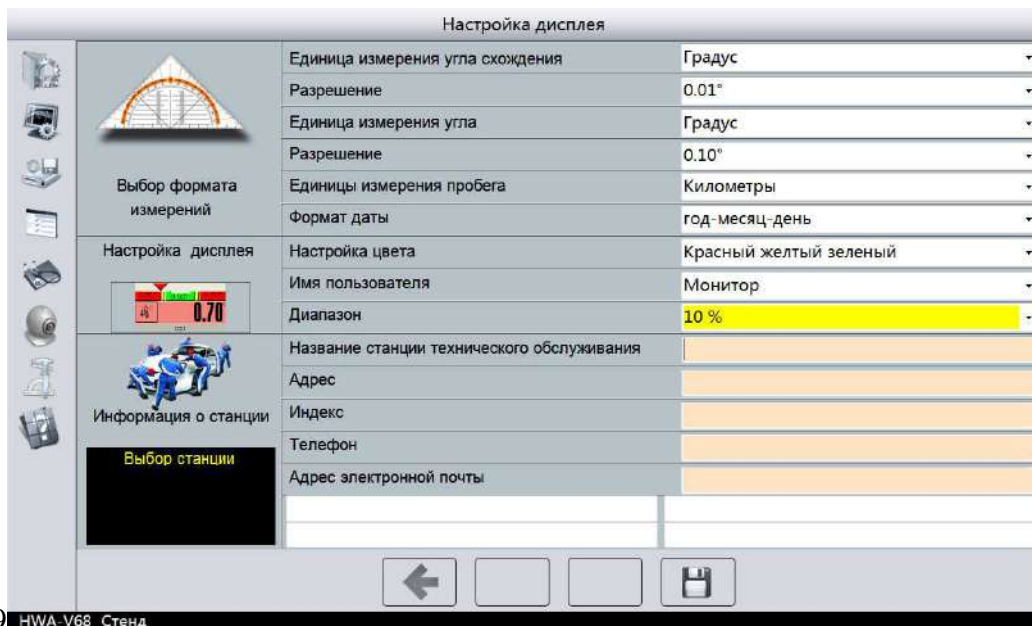 Настройка дисплея
Единица измерения угла схождения Градус
Разрешение 0.01°
Единица измерения угла Градус
Разрешение 0.10°
Выбор формата
измерений
Единицы измерения пробега Километры
Формат даты год-месяц-день
Настройка дисплея
Настройка цвета Красный желтый зеленый
Имя пользователя Монитор
0.70
Диапазон 10 %
Название станции технического обслуживания
Адрес
Информация о станции
Индекс
Телефон
Выбор станции
Адрес электронной почты
HWA-V68 Стенд